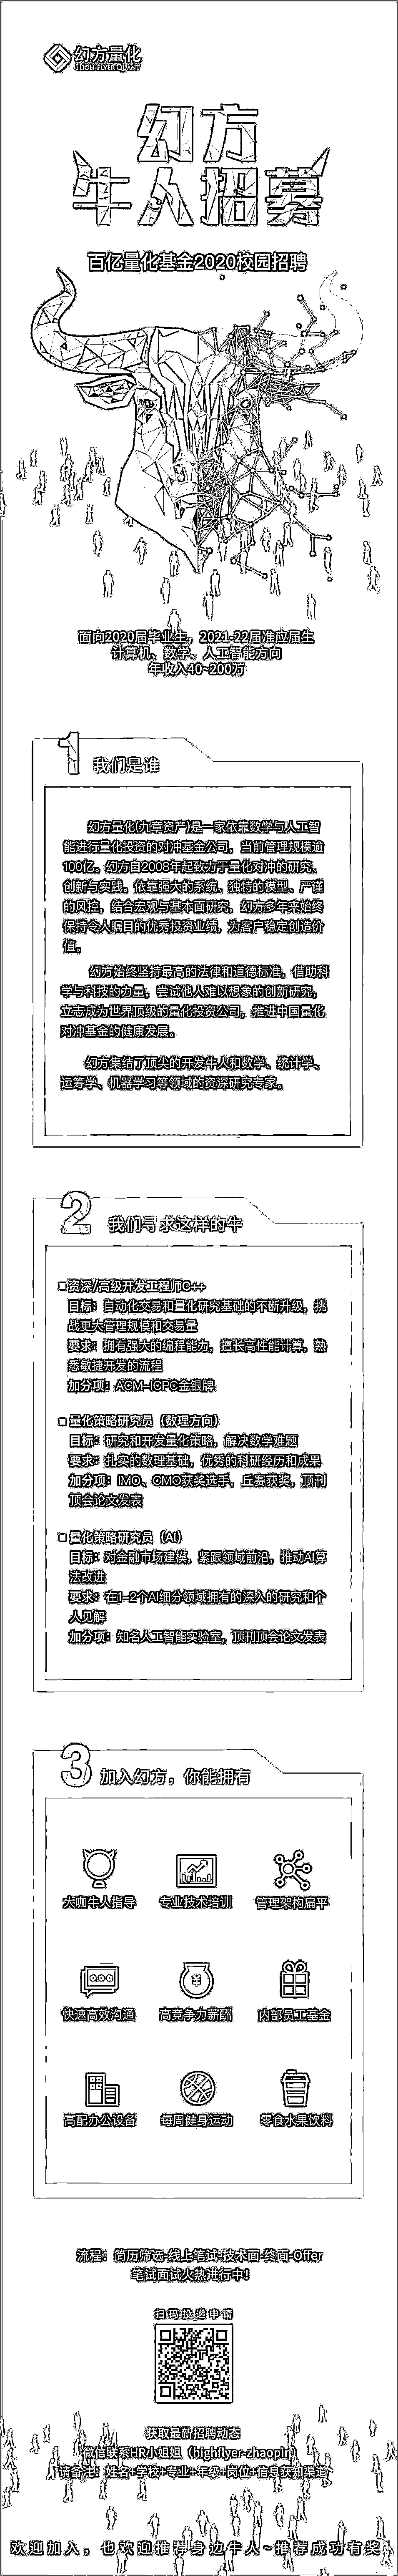 幻方量化
HIGH-FLYER QUANT
幻方
牛人招募
百亿量化基金2020校园招聘
面向2020届毕业生，2021-22届准应届生
计算机、数学、人工智能方向
年收入40~200万
1 我们是谁
幻方量化(九章资产)是一家依靠数学与人工智
能进行量化投资的对冲基金公司，当前管理规模逾
100亿。幻方自2008年起致力于量化对冲的研究、
创新与实践。依靠强大的系统、独特的模型、严谨
的风控，结合宏观与基本面研究，幻方多年来始终
保持令人瞩目的优秀投资业绩，为客户稳定创造价
值。
幻方始终坚持最高的法律和道德标准，借助科
学与科技的力量，尝试他人难以想象的创新研究，
立志成为世界顶级的量化投资公司，推进中国量化
对冲基金的健康发展。
幻方集结了顶尖的开发牛人和数学、统计学、
运筹学、机器学习等领域的资深研究专家。
2 我们寻求这样的牛
资深/高级开发工程师C++
目标：自动化交易和量化研究基础的不断升级，挑
战更大管理规模和交易量
要求：拥有强大的编程能力，擅长高性能计算，熟
悉敏捷开发的流程
加分项：ACM-ICPC金银牌
量化策略研究员（数理方向）
目标：研究和开发量化策略，解决数学难题
要求：扎实的数理基础，优秀的科研经历和成果
加分项：IMO、CMO获奖选手，丘赛获奖，顶刊
顶会论文发表
量化策略研究员（AI）
目标：对金融市场建模，紧跟领域前沿，推动AI算
法改进
要求：在1-2个AI细分领域拥有的深入的研究和个
人见解
加分项：知名人工智能实验室，顶刊顶会论文发表
3 加入幻方，你能拥有
大咖牛人指导 专业技术培训 管理架构扁平
快速高效沟通 高竞争力薪酬 内部员工基金
高配办公设备 每周健身运动 零食水果饮料
流程：简历筛选-线上笔试-技术面-终面-Offer
笔试面试火热进行中！
扫码投递申请
获取最新招聘动态
微信联系HR小姐姐（highflyer-zhaopin）
请备注：姓名+学校+专业+年级+岗位+信息获知渠道
欢迎加入，也欢迎推荐身边牛人~推荐成功有奖